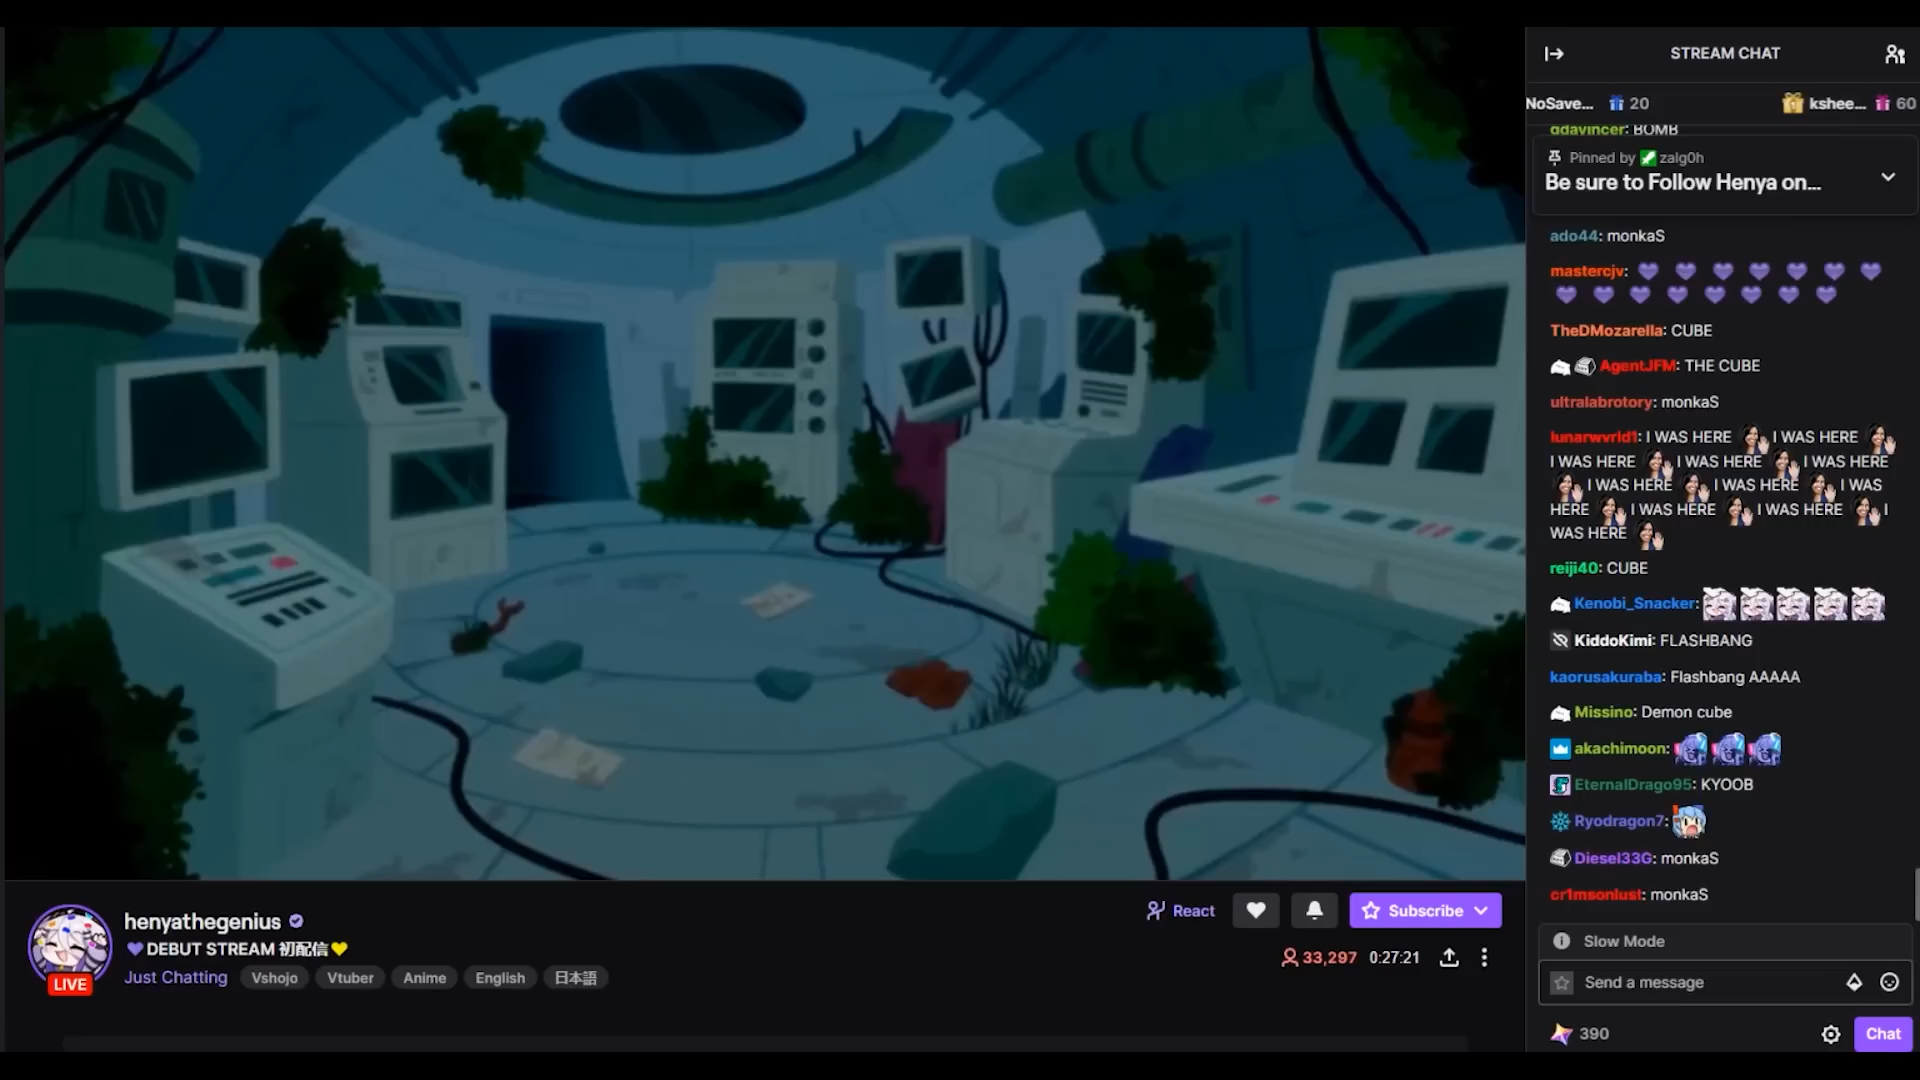 STREAM CHAT
NoSave... 20 kshee... 60
ddavincer: BOMB
Pinned by zalg0h
Be sure to Follow Henya on...
ado44: monkaS
mastercjv:
TheDMozarella: CUBE
AgentJFM: THE CUBE
ultralabrotory: monkaS
lunarwvrld1: I WAS HERE I WAS HERE
I WAS HERE I WAS HERE I WAS HERE
I WAS HERE I WAS HERE I WAS
HERE I WAS HERE I WAS HERE I
WAS HERE
reiji40: CUBE
Kenobi_Snacker:
KiddoKimi: FLASHBANG
kaorusakuraba: Flashbang AAAAA
Missino: Demon cube
akachimoon:
EternalDrago95: KYOOB
Ryodragon7:
Diesel33G: monkaS
cr1msonlust: monkaS
Slow Mode
Send a message
390
Chat
henyathegenius
DEBUT STREAM 初配信
Just Chatting Vshojo Vtuber Anime English 日本語
LIVE
React
Subscribe
33,297 0:27:21